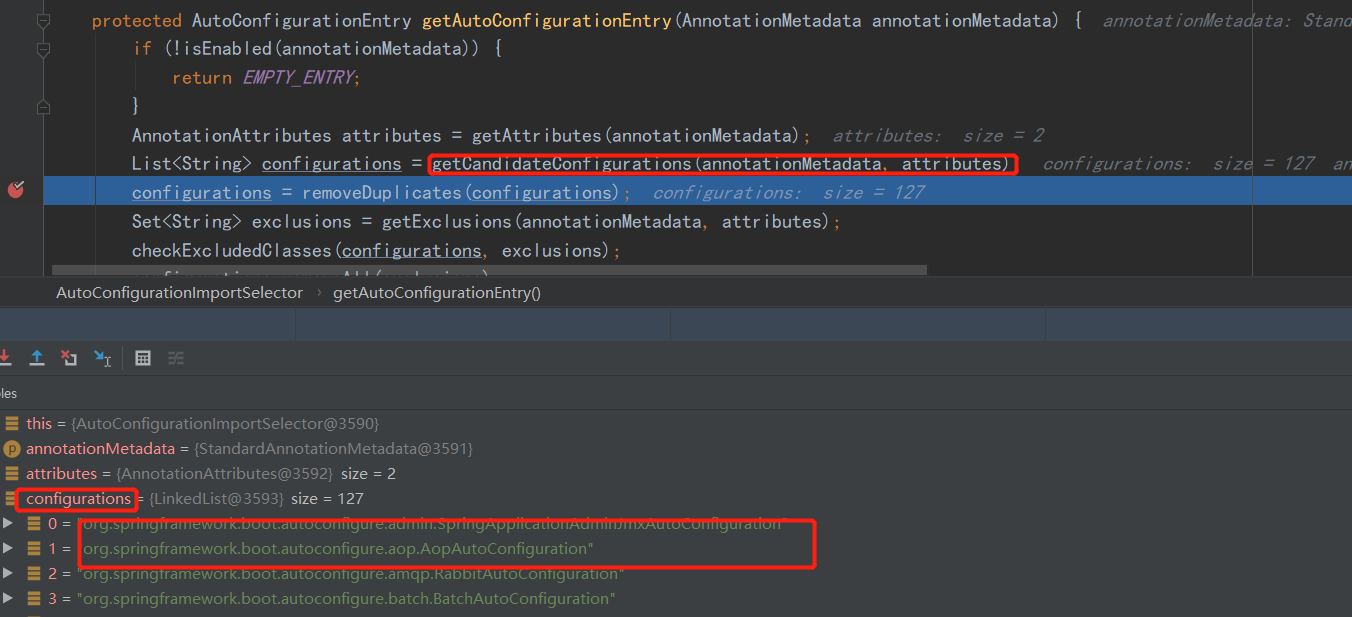 protected AutoConfigurationEntry getAutoConfigurationEntry(AnnotationMetadata annotationMetadata) { annotationMetadata: Stand
if (!isEnabled(annotationMetadata)) {
return EMPTY_ENTRY;
}
AnnotationAttributes attributes = getAttributes(annotationMetadata); attributes: size = 2
List<String> configurations = getCandidateConfigurations(annotationMetadata, attributes) configurations: size = 127 an
configurations = removeDuplicates(configurations); configurations: size = 127
Set<String> exclusions = getExclusions(annotationMetadata, attributes);
checkExcludedClasses(configurations, exclusions);
AutoConfigurationImportSelector › getAutoConfigurationEntry()
les
this = {AutoConfigurationImportSelector@3590}
p annotationMetadata = {StandardAnnotationMetadata@3591}
attributes = {AnnotationAttributes@3592} size = 2
configurations = {LinkedList@3593} size = 127
0 = "org.springframework.boot.autoconfigure.admin.SpringApplicationAdminJmxAutoConfiguration"
1 = "org.springframework.boot.autoconfigure.aop.AopAutoConfiguration"
2 = "org.springframework.boot.autoconfigure.amqp.RabbitAutoConfiguration"
3 = "org.springframework.boot.autoconfigure.batch.BatchAutoConfiguration"